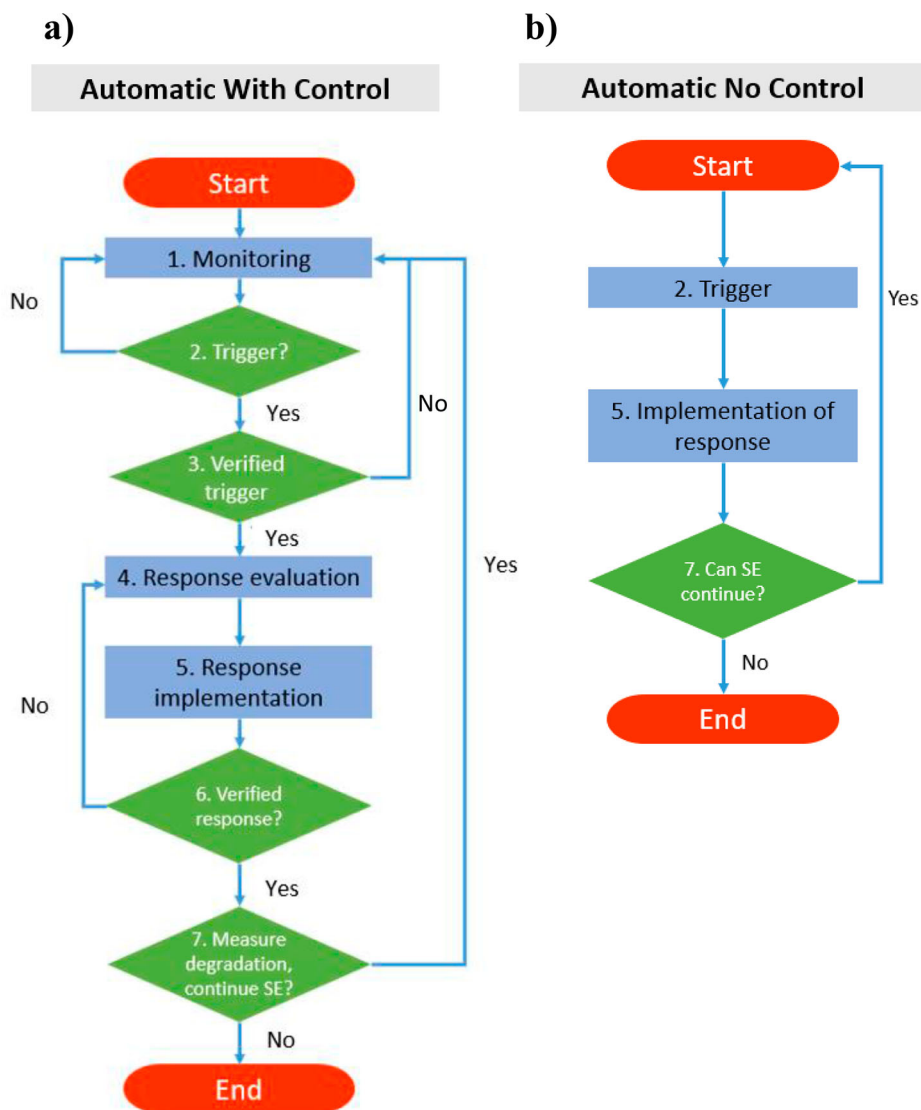 a)
Automatic With Control
Start
1. Monitoring
No
2. Trigger?
Yes
No
3. Verified
trigger
Yes
4. Response evaluation
Yes
5. Response
implementation
No
6. Verified
response?
Yes
7. Measure
degradation,
continue SE?
No
End
b)
Automatic No Control
Start
2. Trigger
Yes
5. Implementation of
response
7. Can SE
continue?
No
End